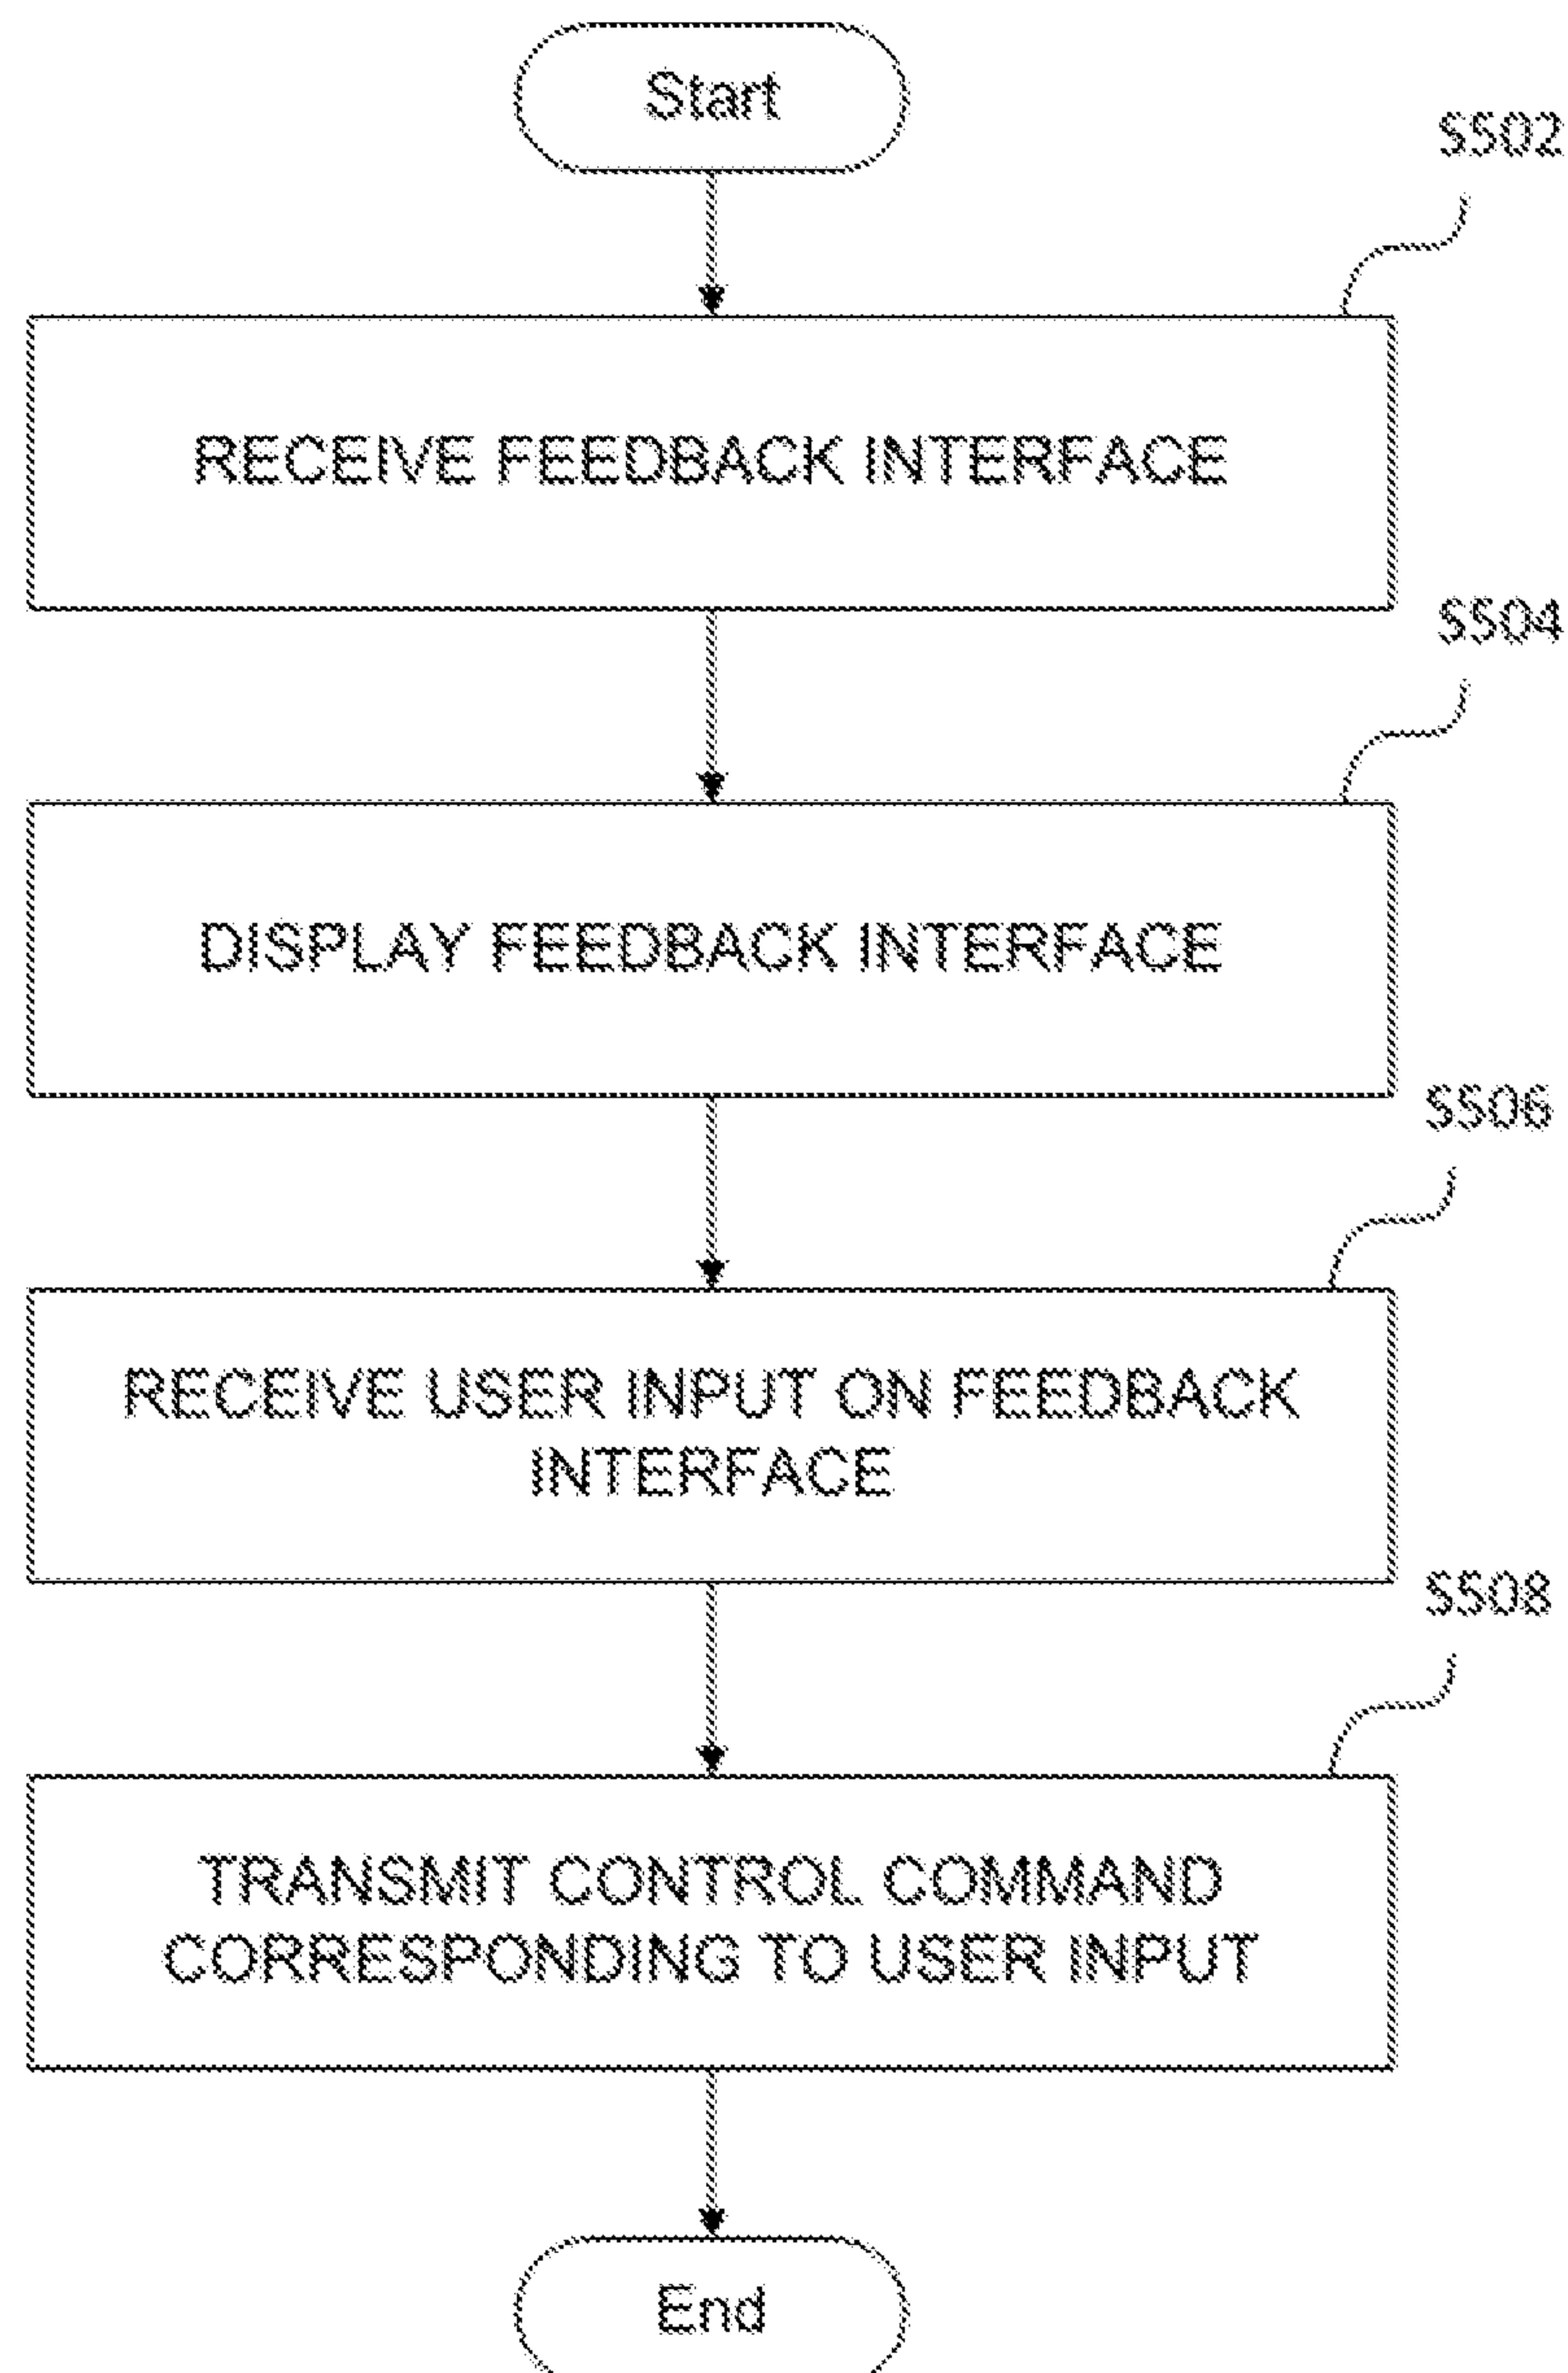 Start
S502
RECEIVE FEEDBACK INTERFACE
S504
DISPLAY FEEDBACK INTERFACE
S506
RECEIVE USER INPUT ON FEEDBACK
INTERFACE
S508
TRANSMIT CONTROL COMMAND
CORRESPONDING TO USER INPUT
End